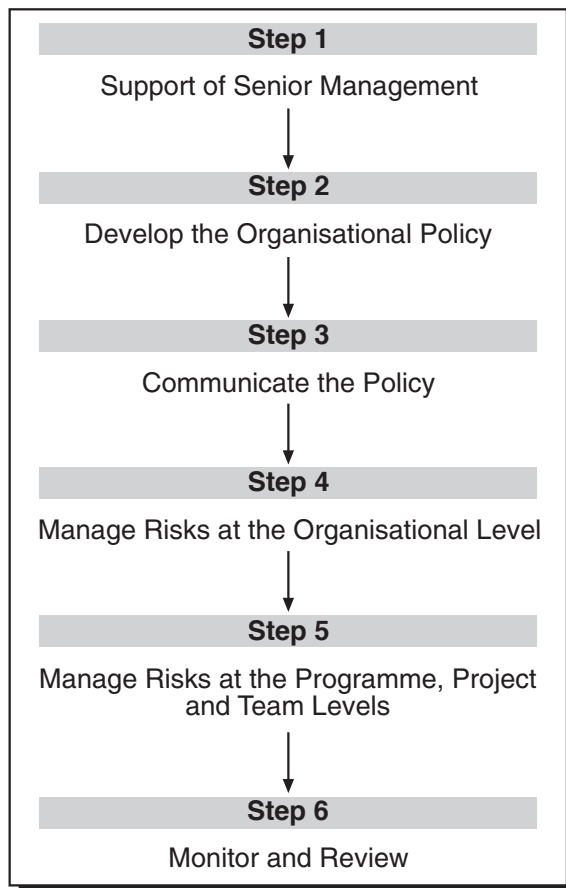 Step 1
Support of Senior Management
Step 2
Develop the Organisational Policy
Step 3
Communicate the Policy
Step 4
Manage Risks at the Organisational Level
Step 5
Manage Risks at the Programme, Project
and Team Levels
Step 6
Monitor and Review